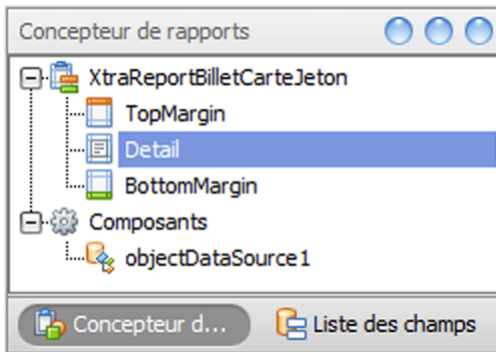 Concepteur de rapports
XtraReportBilletCarteJeton
TopMargin
Detail
BottomMargin
Composants
objectDataSource1
Concepteur d... Liste des champs